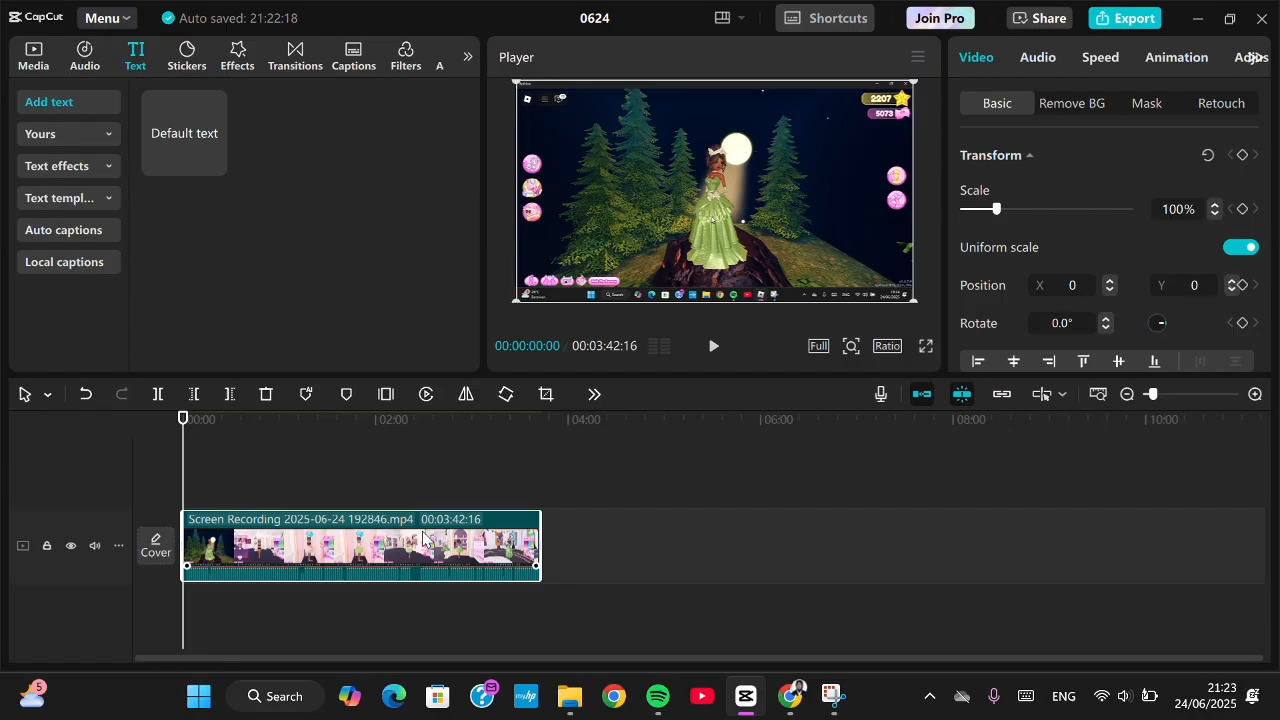 CapCut Menu Auto saved: 21:22:18 0624 Shortcuts Join Pro Share Export
Media Audio Text Stickers Effects Transitions Captions Filters A
Add text
Yours
Text effects
Text templ...
Auto captions
Local captions
Default text
Player
2207
5073
00:00:00:00 / 00:03:42:16 Full Ratio
Video Audio Speed Animation Adjus
Basic Remove BG Mask Retouch
Transform
Scale
100%
Uniform scale
Position X 0 Y 0
Rotate 0.0°
00:00 02:00 04:00 06:00 08:00 10:00
Screen Recording 2025-06-24 192846.mp4 00:03:42:16
Cover
5 Search myhp ENG 21:22
/06/2025